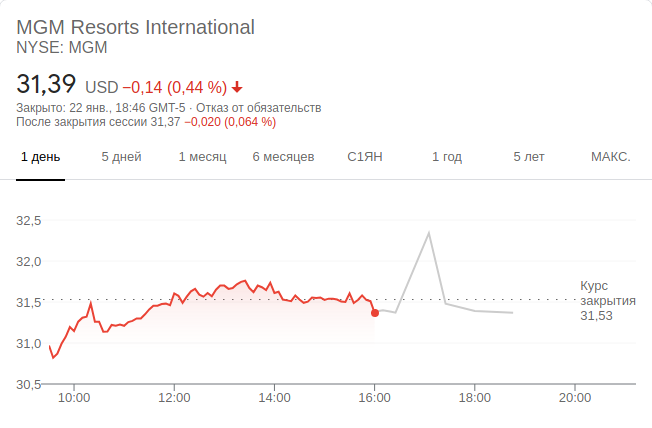 MGM Resorts International
NYSE: MGM
31,39 USD −0,14 (0,44 %)
Закрыто: 22 янв., 18:46 GMT-5 · Отказ от обязательств
После закрытия сессии 31,37 −0,020 (0,064 %)
1 день 5 дней 1 месяц 6 месяцев С1ЯН 1 год 5 лет МАКС.
32,5
32,0
31,5
31,0
30,5
Курс
закрытия
31,53
10:00 12:00 14:00 16:00 18:00 20:00